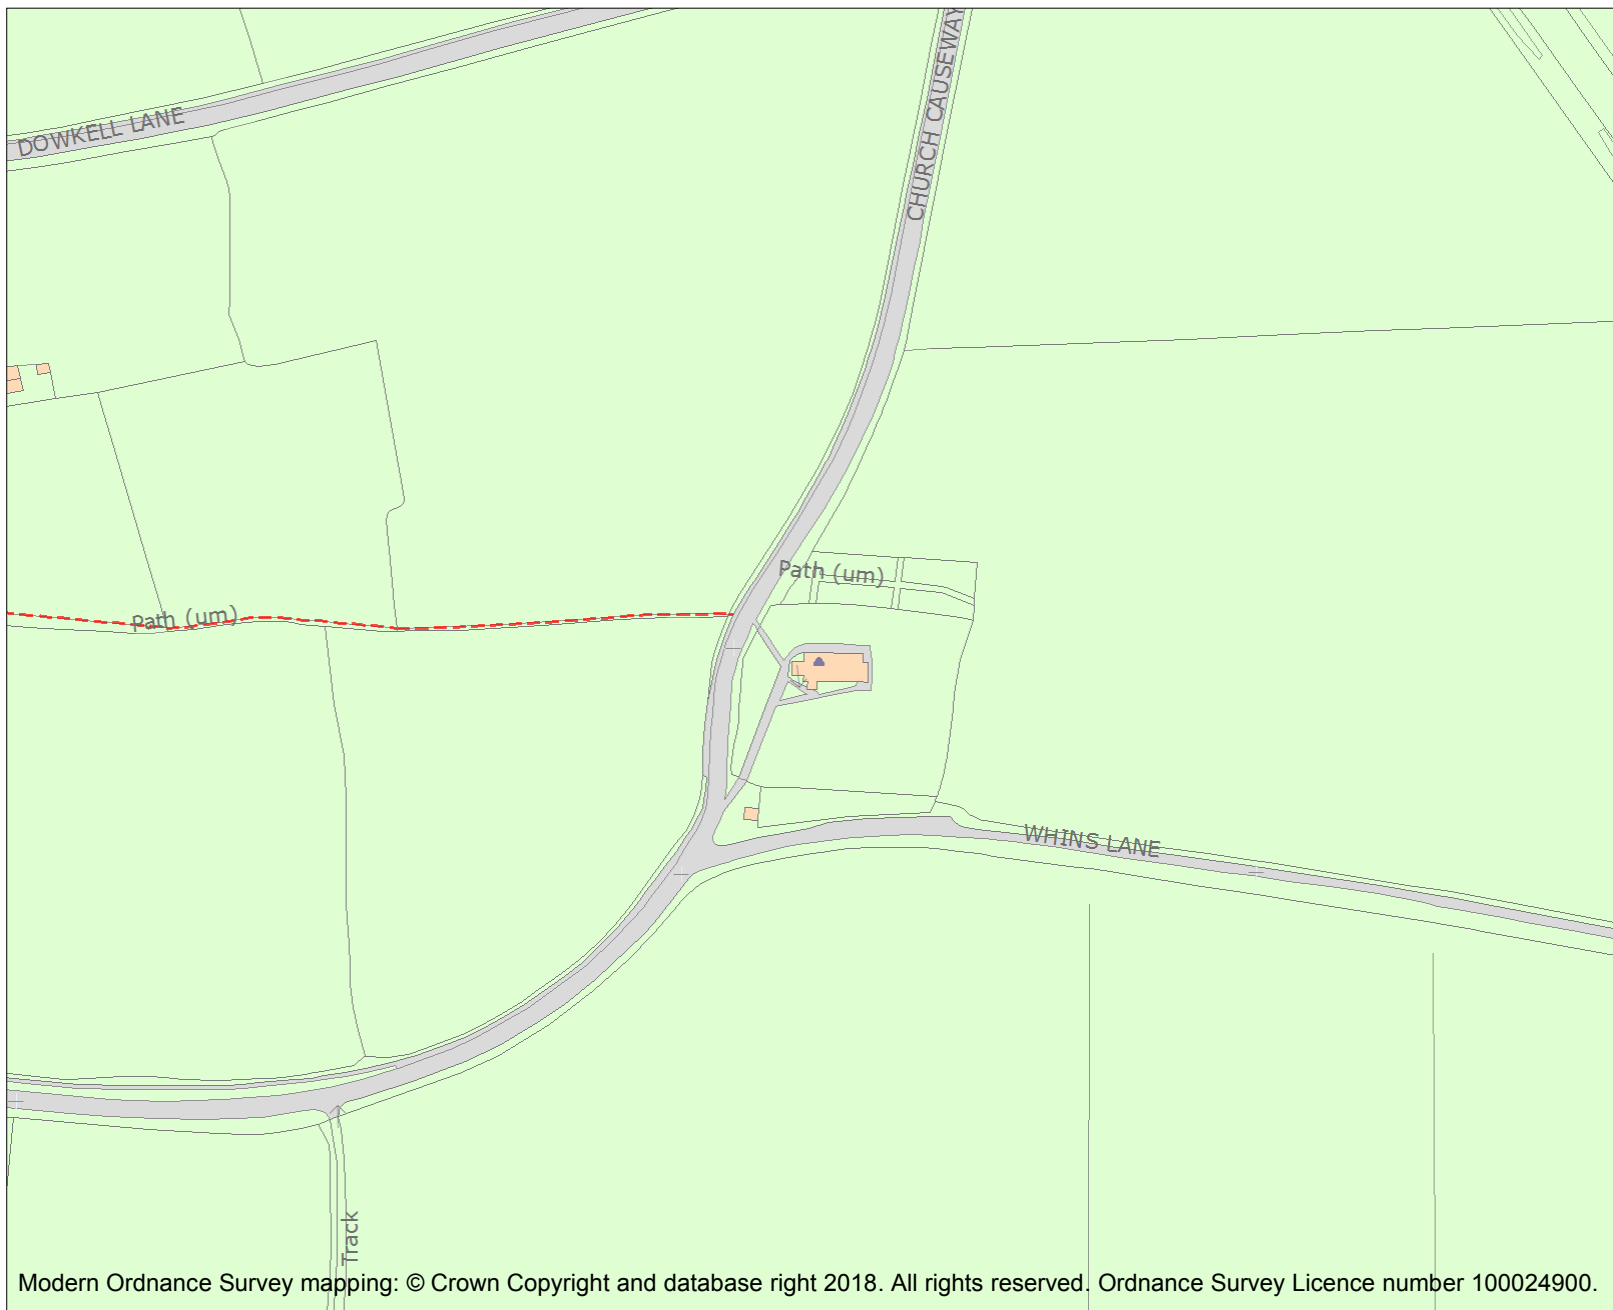 CHURCH CAUSEWAY
DOWKELL LANE
Path (um)
Path (um)
WHINS LANE
Track
Modern Ordnance Survey mapping: © Crown Copyright and database right 2018. All rights reserved. Ordnance Survey Licence number 100024900.